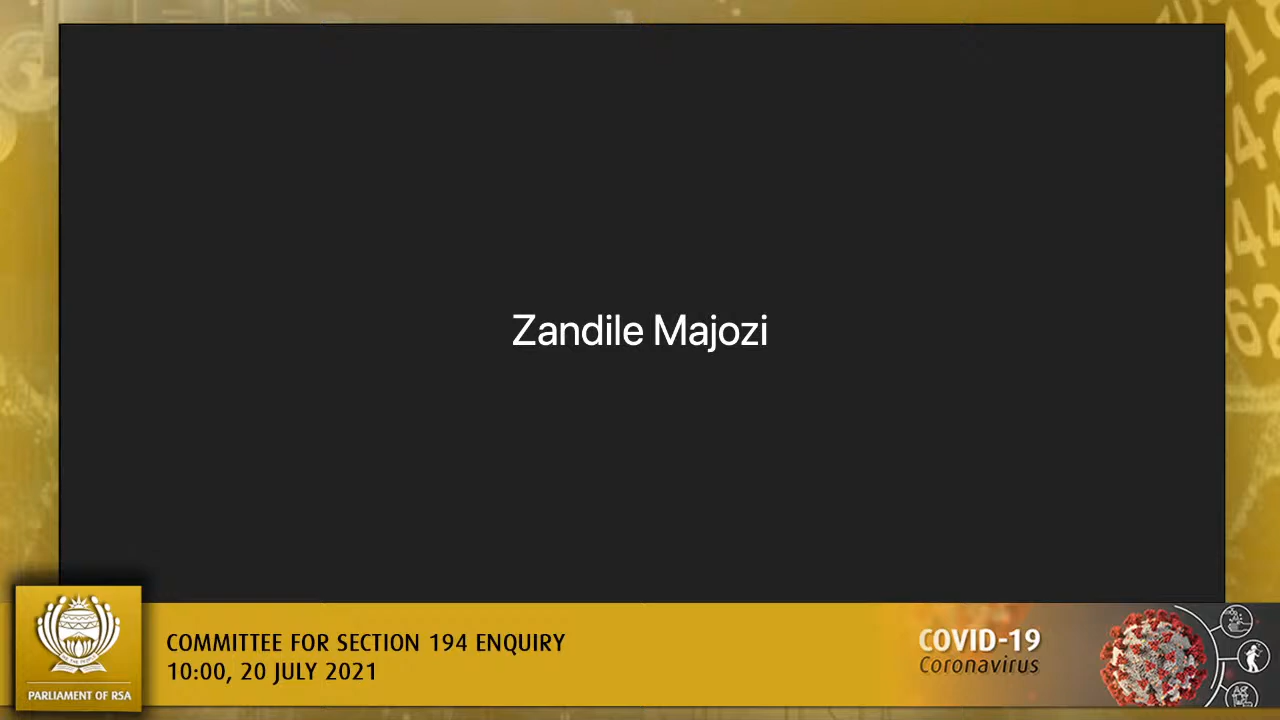 Zandile Majozi
COMMITTEE FOR SECTION 194 ENQUIRY
10:00, 20 JULY 2021
COVID-19
Coronavirus
PARLIAMENT OF RSA